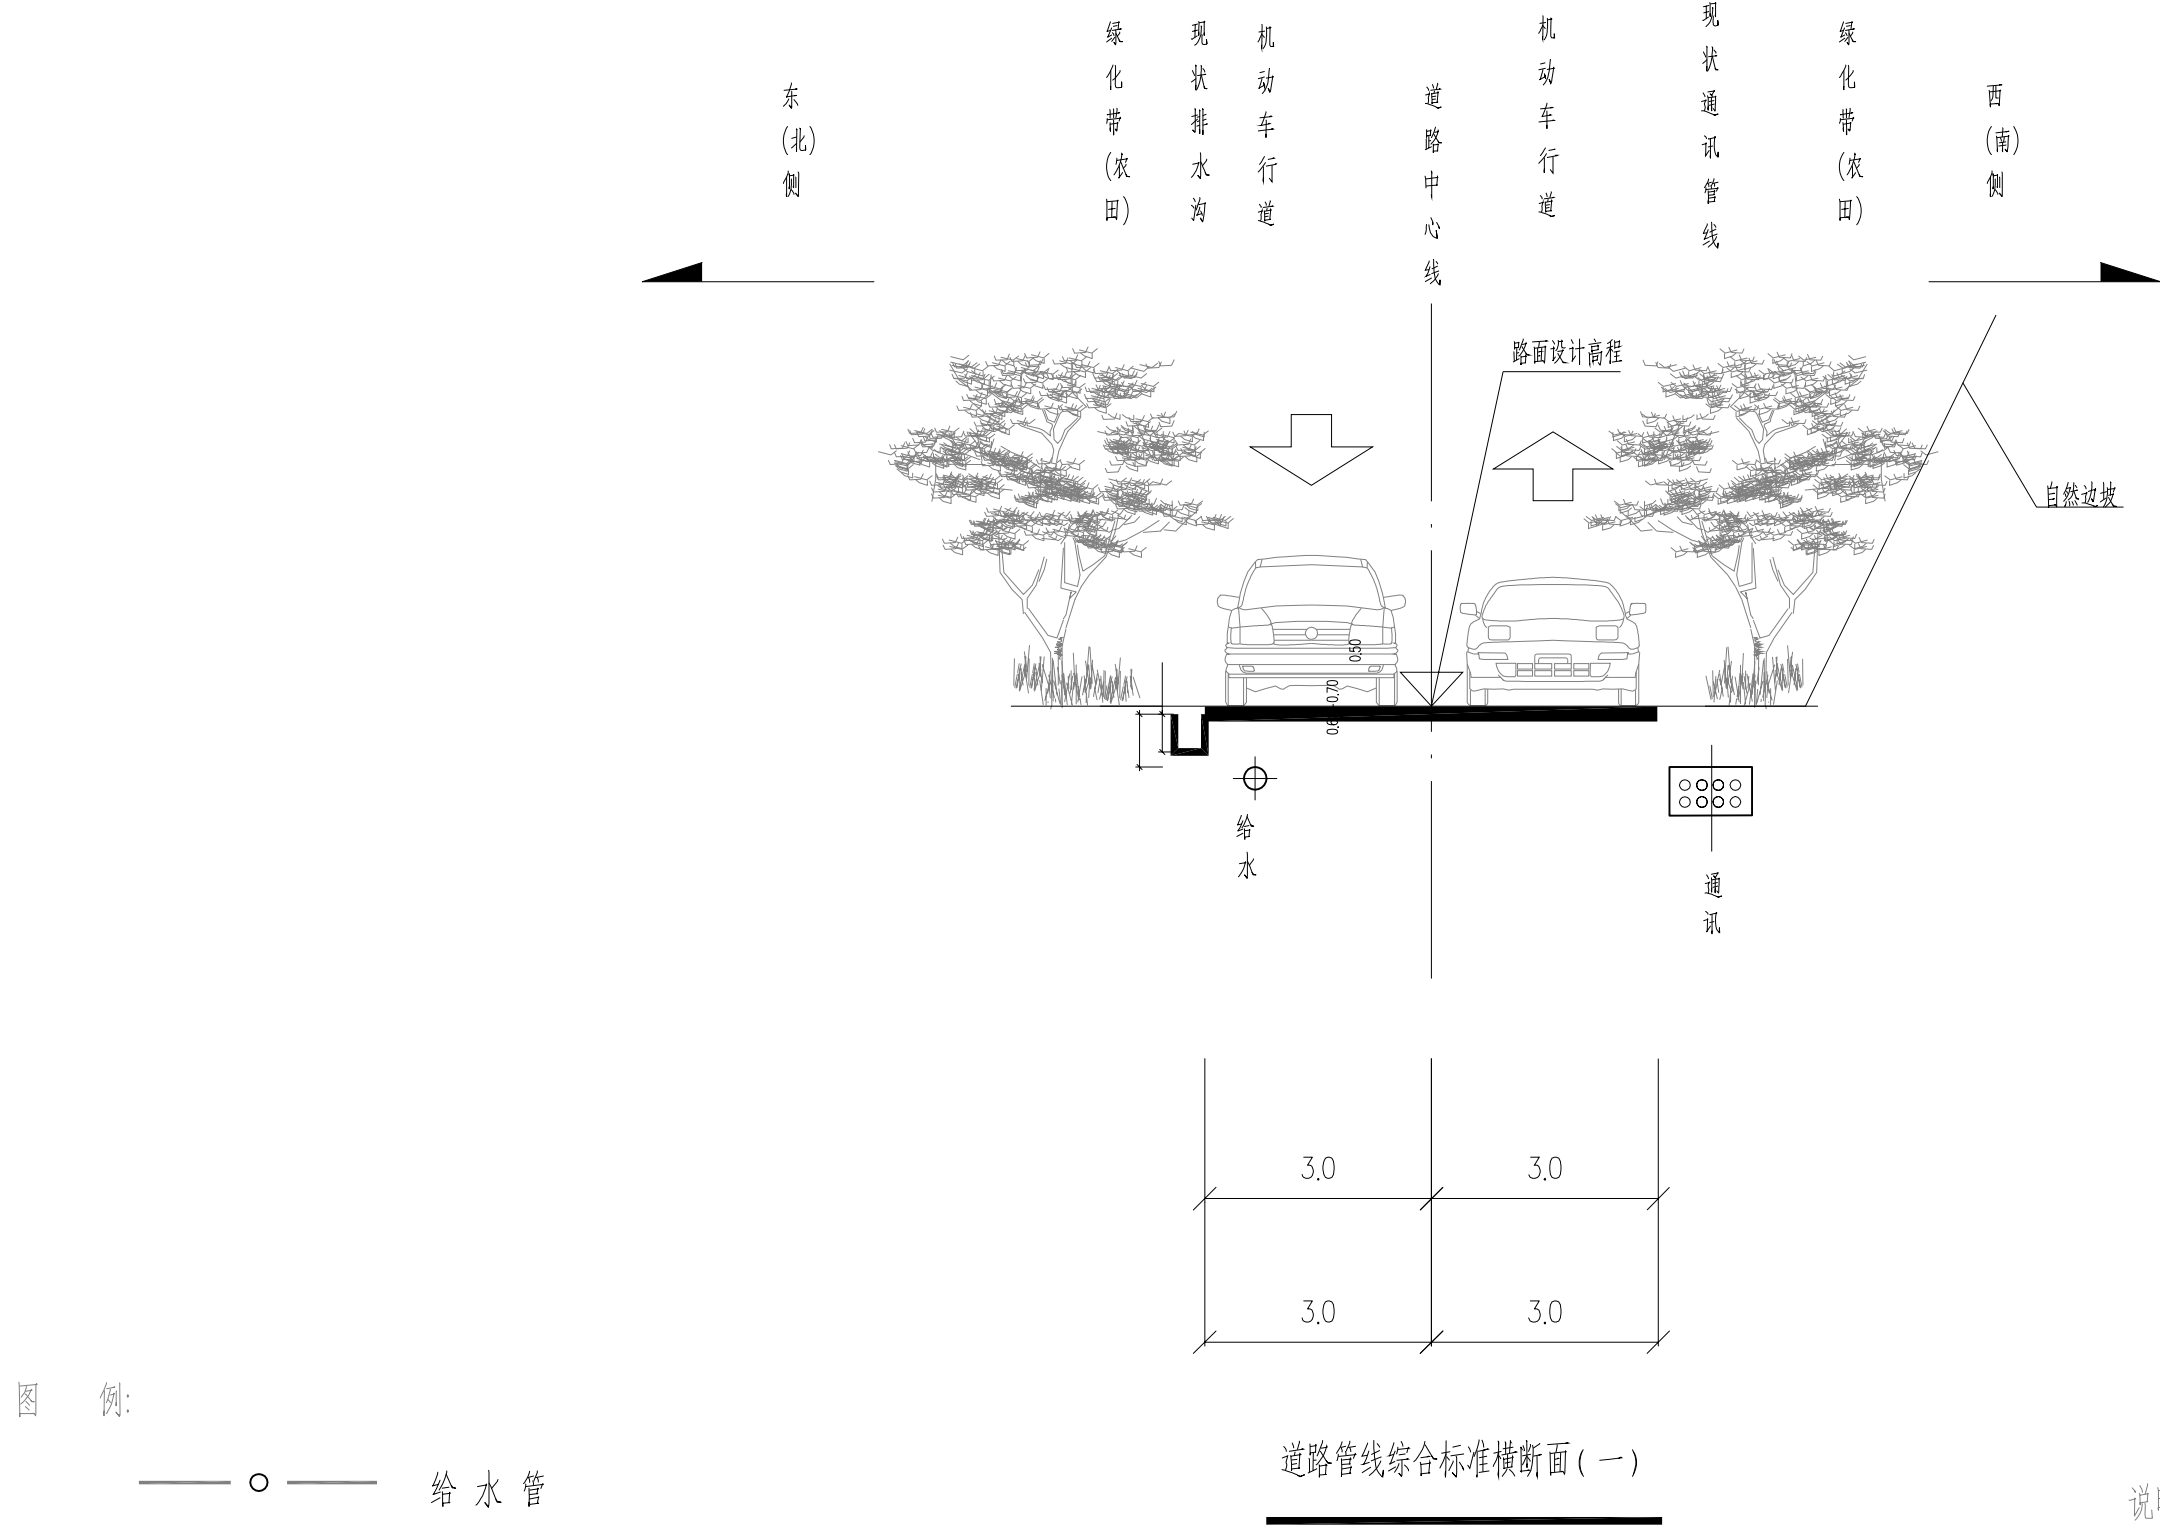 东(北)侧
绿化带(农田)
现状排水沟
机动车行道
道路中心线
机动车行道
现状通讯管线
绿化带(农田)
西(南)侧
路面设计高程
自然边坡
0.50
给水
通讯
3.0 3.0
3.0 3.0
图 例:
给水管
道路管线综合标准横断面(一)
说